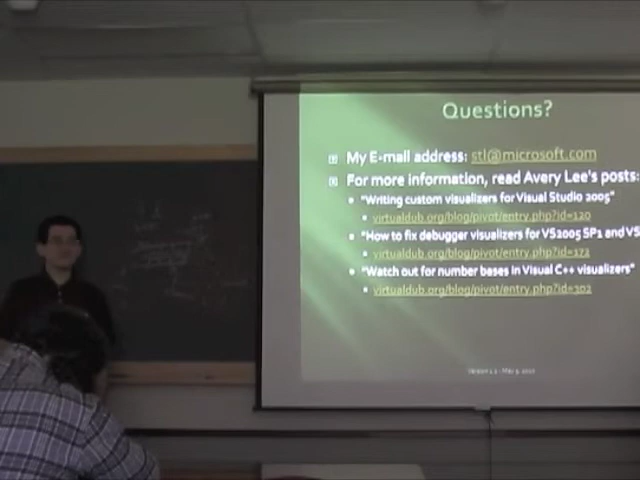 Questions?
My E-mail address: stl@microsoft.com
For more information, read Avery Lee's posts:
"Writing custom visualizers for Visual Studio 2005"
virtualdub.org/blog/pivot/entry.php?id=120
"How to fix debugger visualizers for VS2005 SP1 and VS
virtualdub.org/blog/pivot/entry.php?id=172
"Watch out for number bases in Visual C++ visualizers"
virtualdub.org/blog/pivot/entry.php?id=302